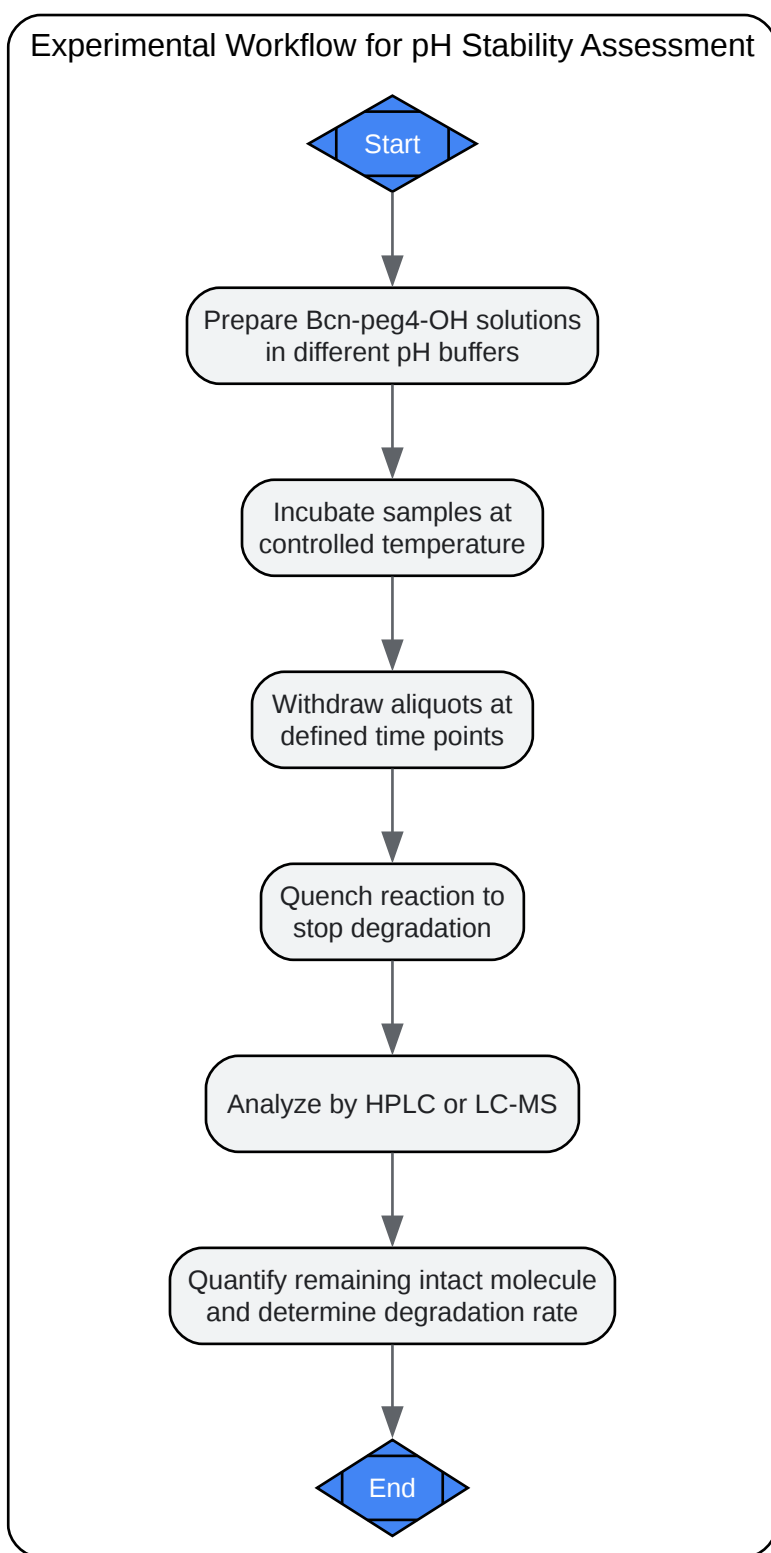 Experimental Workflow for pH Stability Assessment
Start
Prepare Bcn-peg4-OH solutions
in different pH buffers
Incubate samples at
controlled temperature
Withdraw aliquots at
defined time points
Quench reaction to
stop degradation
Analyze by HPLC or LC-MS
Quantify remaining intact molecule
and determine degradation rate
End